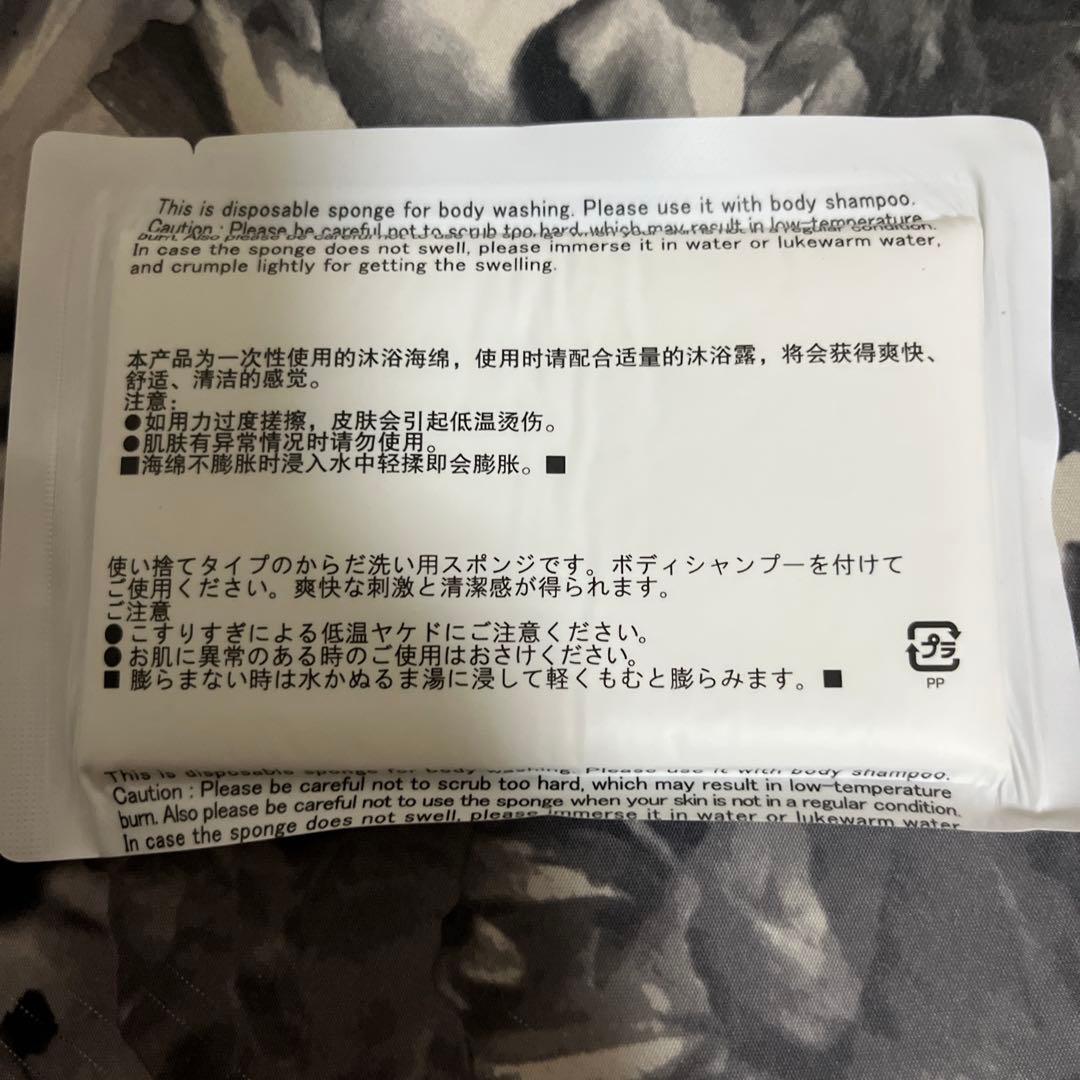 This is disposable sponge for body washing. Please use it with body shampoo.
Caution : Please be careful not to scrub too hard, which may result in low-temperature
burn. Also please be
regular condition.
In case the sponge does not swell, please immerse it in water or lukewarm water,
and crumple lightly for getting the swelling.
本产品为一次性使用的沐浴海绵，使用时请配合适量的沐浴露，将会获得爽快、
舒适、清洁的感觉。
注意：
●如用力过度搓擦，皮肤会引起低温烫伤。
●肌肤有异常情况时请勿使用。
■海绵不膨胀时浸入水中轻揉即会膨胀。■
使い捨てタイプのからだ洗い用スポンジです。ボディシャンプーを付けて
ご使用ください。爽快な刺激と清潔感が得られます。
ご注意
●こすりすぎによる低温ヤケドにご注意ください。
●お肌に異常のある時のご使用はおさけください。
■膨らまない時は水かぬるま湯に浸して軽くもむと膨らみます。■
プラ
PP
This is disposable sponge for body washing. Please use it with body shampoo.
Caution : Please be careful not to scrub too hard, which may result in low-temperature
burn. Also please be careful not to use the sponge when your skin is not in a regular condition.
In case the sponge does not swell, please immerse it in water or lukewarm water